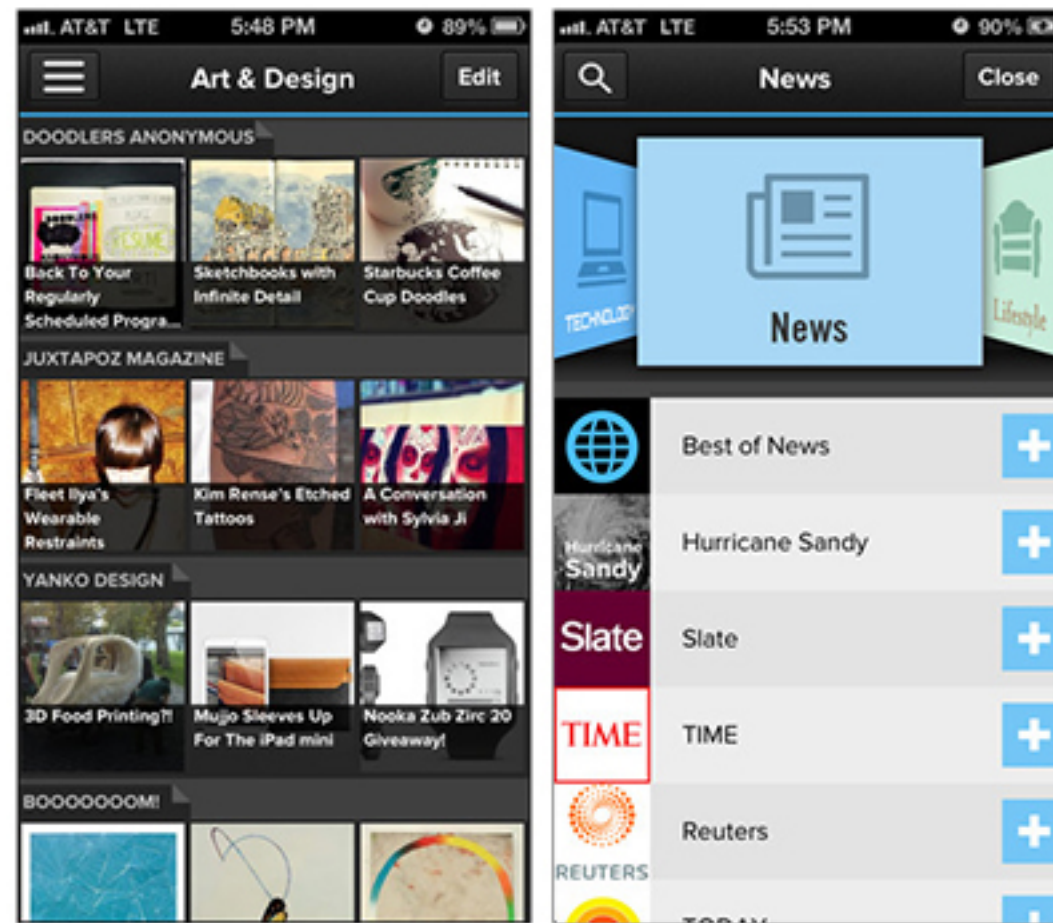 AT&T LTE 5:48 PM 89%
Art & Design Edit
DOODLERS ANONYMOUS
Back To Your
Regularly
Scheduled Progra...
Sketchbooks with
Infinite Detail
Starbucks Coffee
Cup Doodles
JUXTAPOZ MAGAZINE
Fleet Ilya's
Wearable
Restraints
Kim Rense's Etched
Tattoos
A Conversation
with Sylvia Ji
YANKO DESIGN
3D Food Printing?!
Mujjo Sleeves Up
For The iPad mini
Nooka Zub Zirc 20
Giveaway!
BOOOOOOOM!
AT&T LTE 5:53 PM 90%
News Close
TECHNOLOGY
News
Lifestyle
Best of News
Hurricane
Sandy
Hurricane Sandy
Slate
Slate
TIME
TIME
REUTERS
Reuters
TODAY